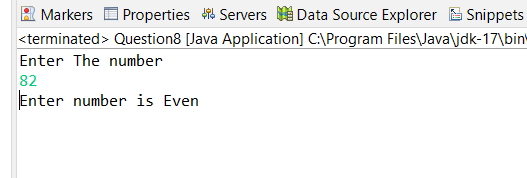 Markers Properties Servers Data Source Explorer Snippets
<terminated> Question8 [Java Application] C:\Program Files\Java\jdk-17\bin\
Enter The number
82
Enter number is Even